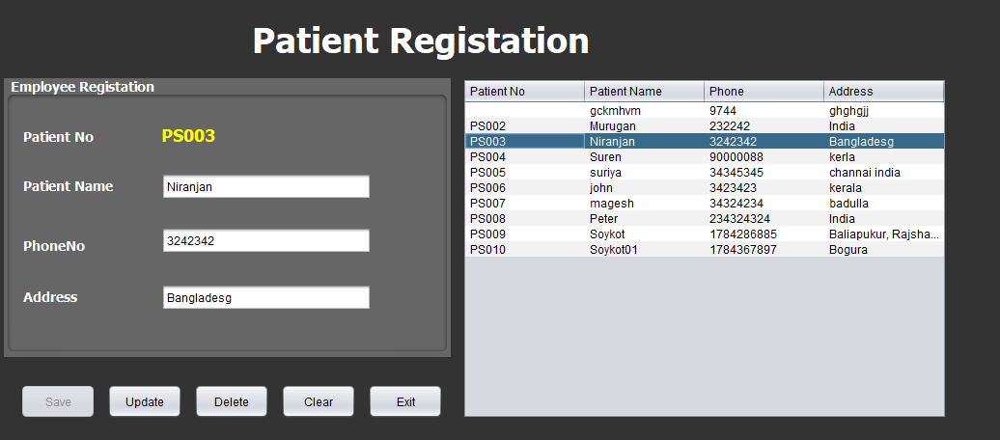 Patient Registation
Employee Registation
Patient No PS003
Patient Name Niranjan
PhoneNo 3242342
Address Bangladesg
Save Update Delete Clear Exit
Patient No Patient Name Phone Address
gckmhvm 9744 ghghgjj
PS002 Murugan 232242 India
PS003 Niranjan 3242342 Bangladesg
PS004 Suren 90000088 kerla
PS005 suriya 34345345 channai india
PS006 john 3423423 kerala
PS007 magesh 34324234 badulla
PS008 Peter 234324324 India
PS009 Soykot 1784286885 Baliapukur, Rajsha...
PS010 Soykot01 1784367897 Bogura